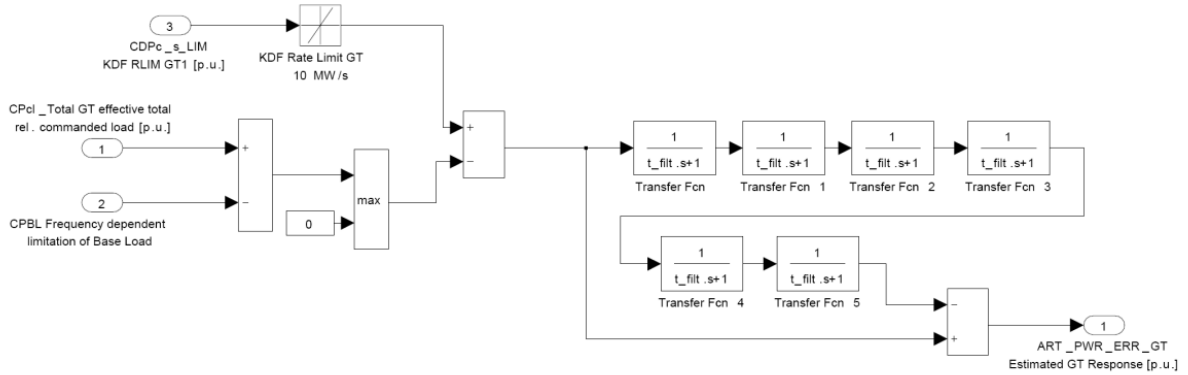 3
CDPc _s_LIM
KDF RLIM GT1 [p.u.]
KDF Rate Limit GT
10 MW/s
CPcl _Total GT effective total
rel . commanded load [p.u.]
1
+
−
2
CPBL Frequency dependent
limitation of Base Load
0
max
+
−
1
t_filt .s+1
Transfer Fcn
1
t_filt .s+1
Transfer Fcn 1
1
t_filt .s+1
Transfer Fcn 2
1
t_filt .s+1
Transfer Fcn 3
1
t_filt .s+1
Transfer Fcn 4
1
t_filt .s+1
Transfer Fcn 5
−
+
1
ART _PWR_ERR_GT
Estimated GT Response [p.u.]